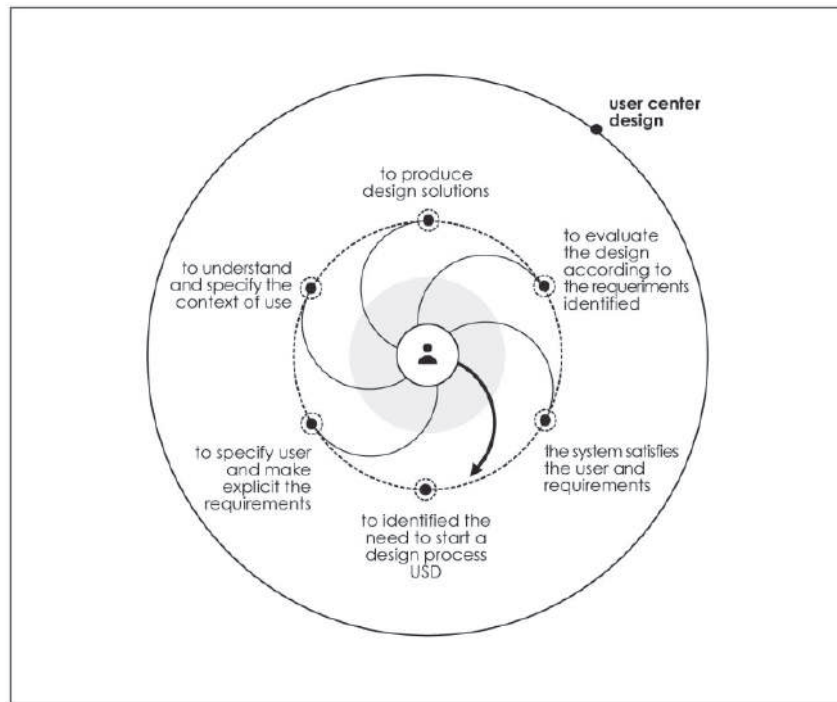 user center
design
to produce
design solutions
to evaluate
the design
according to
the requeriments
identified
to understand
and specify the
context of use
to specify user
and make
explicit the
requirements
the system satisfies
the user and
requirements
to identified the
need to start a
design process
USD